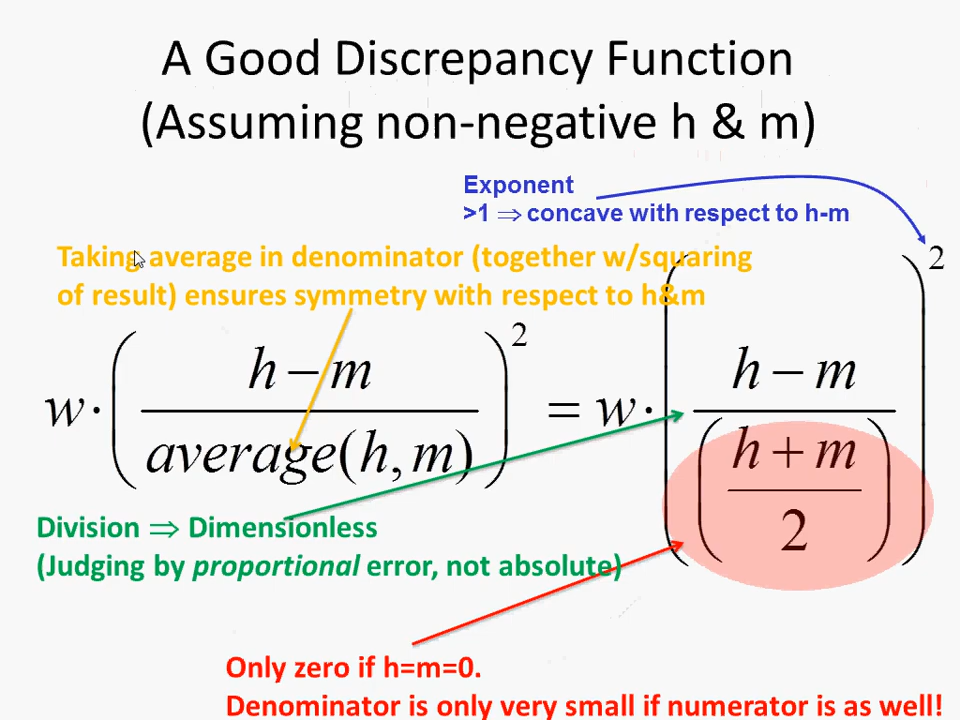 A Good Discrepancy Function
(Assuming non-negative h & m)
Exponent
>1 ⇒ concave with respect to h-m
Taking average in denominator (together w/squaring
of result) ensures symmetry with respect to h&m
w·((h−m)/(average(h,m)))² = w·((h−m)/((h+m)/2))²
Division ⇒ Dimensionless
(Judging by proportional error, not absolute)
Only zero if h=m=0.
Denominator is only very small if numerator is as well!